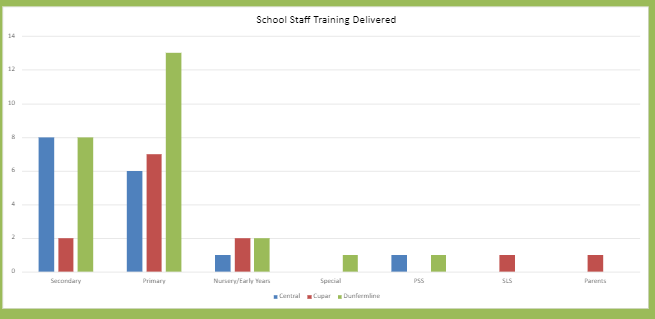 School Staff Training Delivered
14
12
10
8
6
4
2
0
Secondary Primary Nursery/Early Years Special PSS SLS Parents
Central Cupar Dunfermline